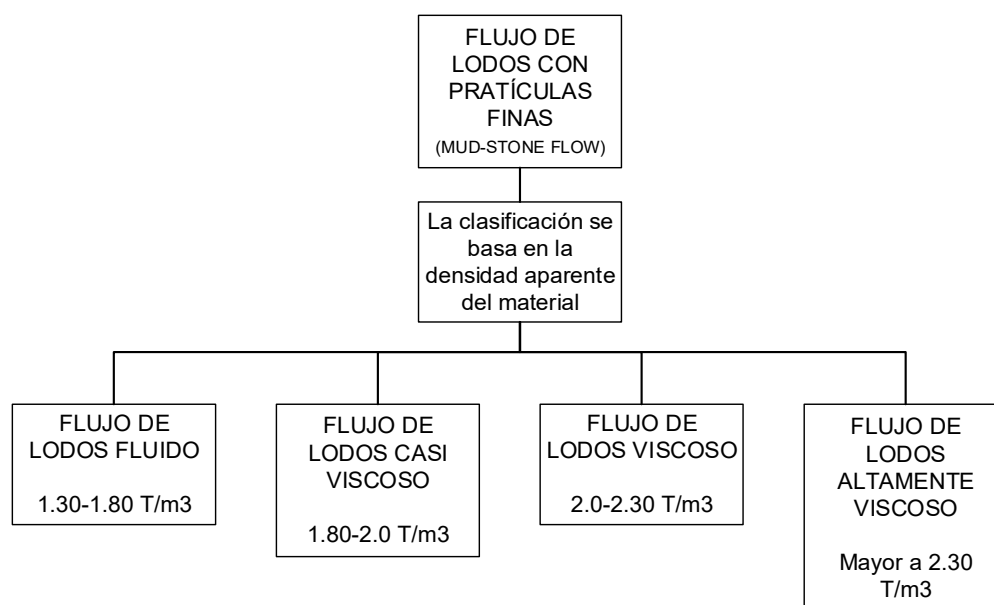 FLUJO DE
LODOS CON
PRATÍCULAS
FINAS
(MUD-STONE FLOW)
La clasificación se
basa en la
densidad aparente
del material
FLUJO DE
LODOS FLUIDO
1.30-1.80 T/m3
FLUJO DE
LODOS CASI
VISCOSO
1.80-2.0 T/m3
FLUJO DE
LODOS VISCOSO
2.0-2.30 T/m3
FLUJO DE
LODOS
ALTAMENTE
VISCOSO
Mayor a 2.30
T/m3